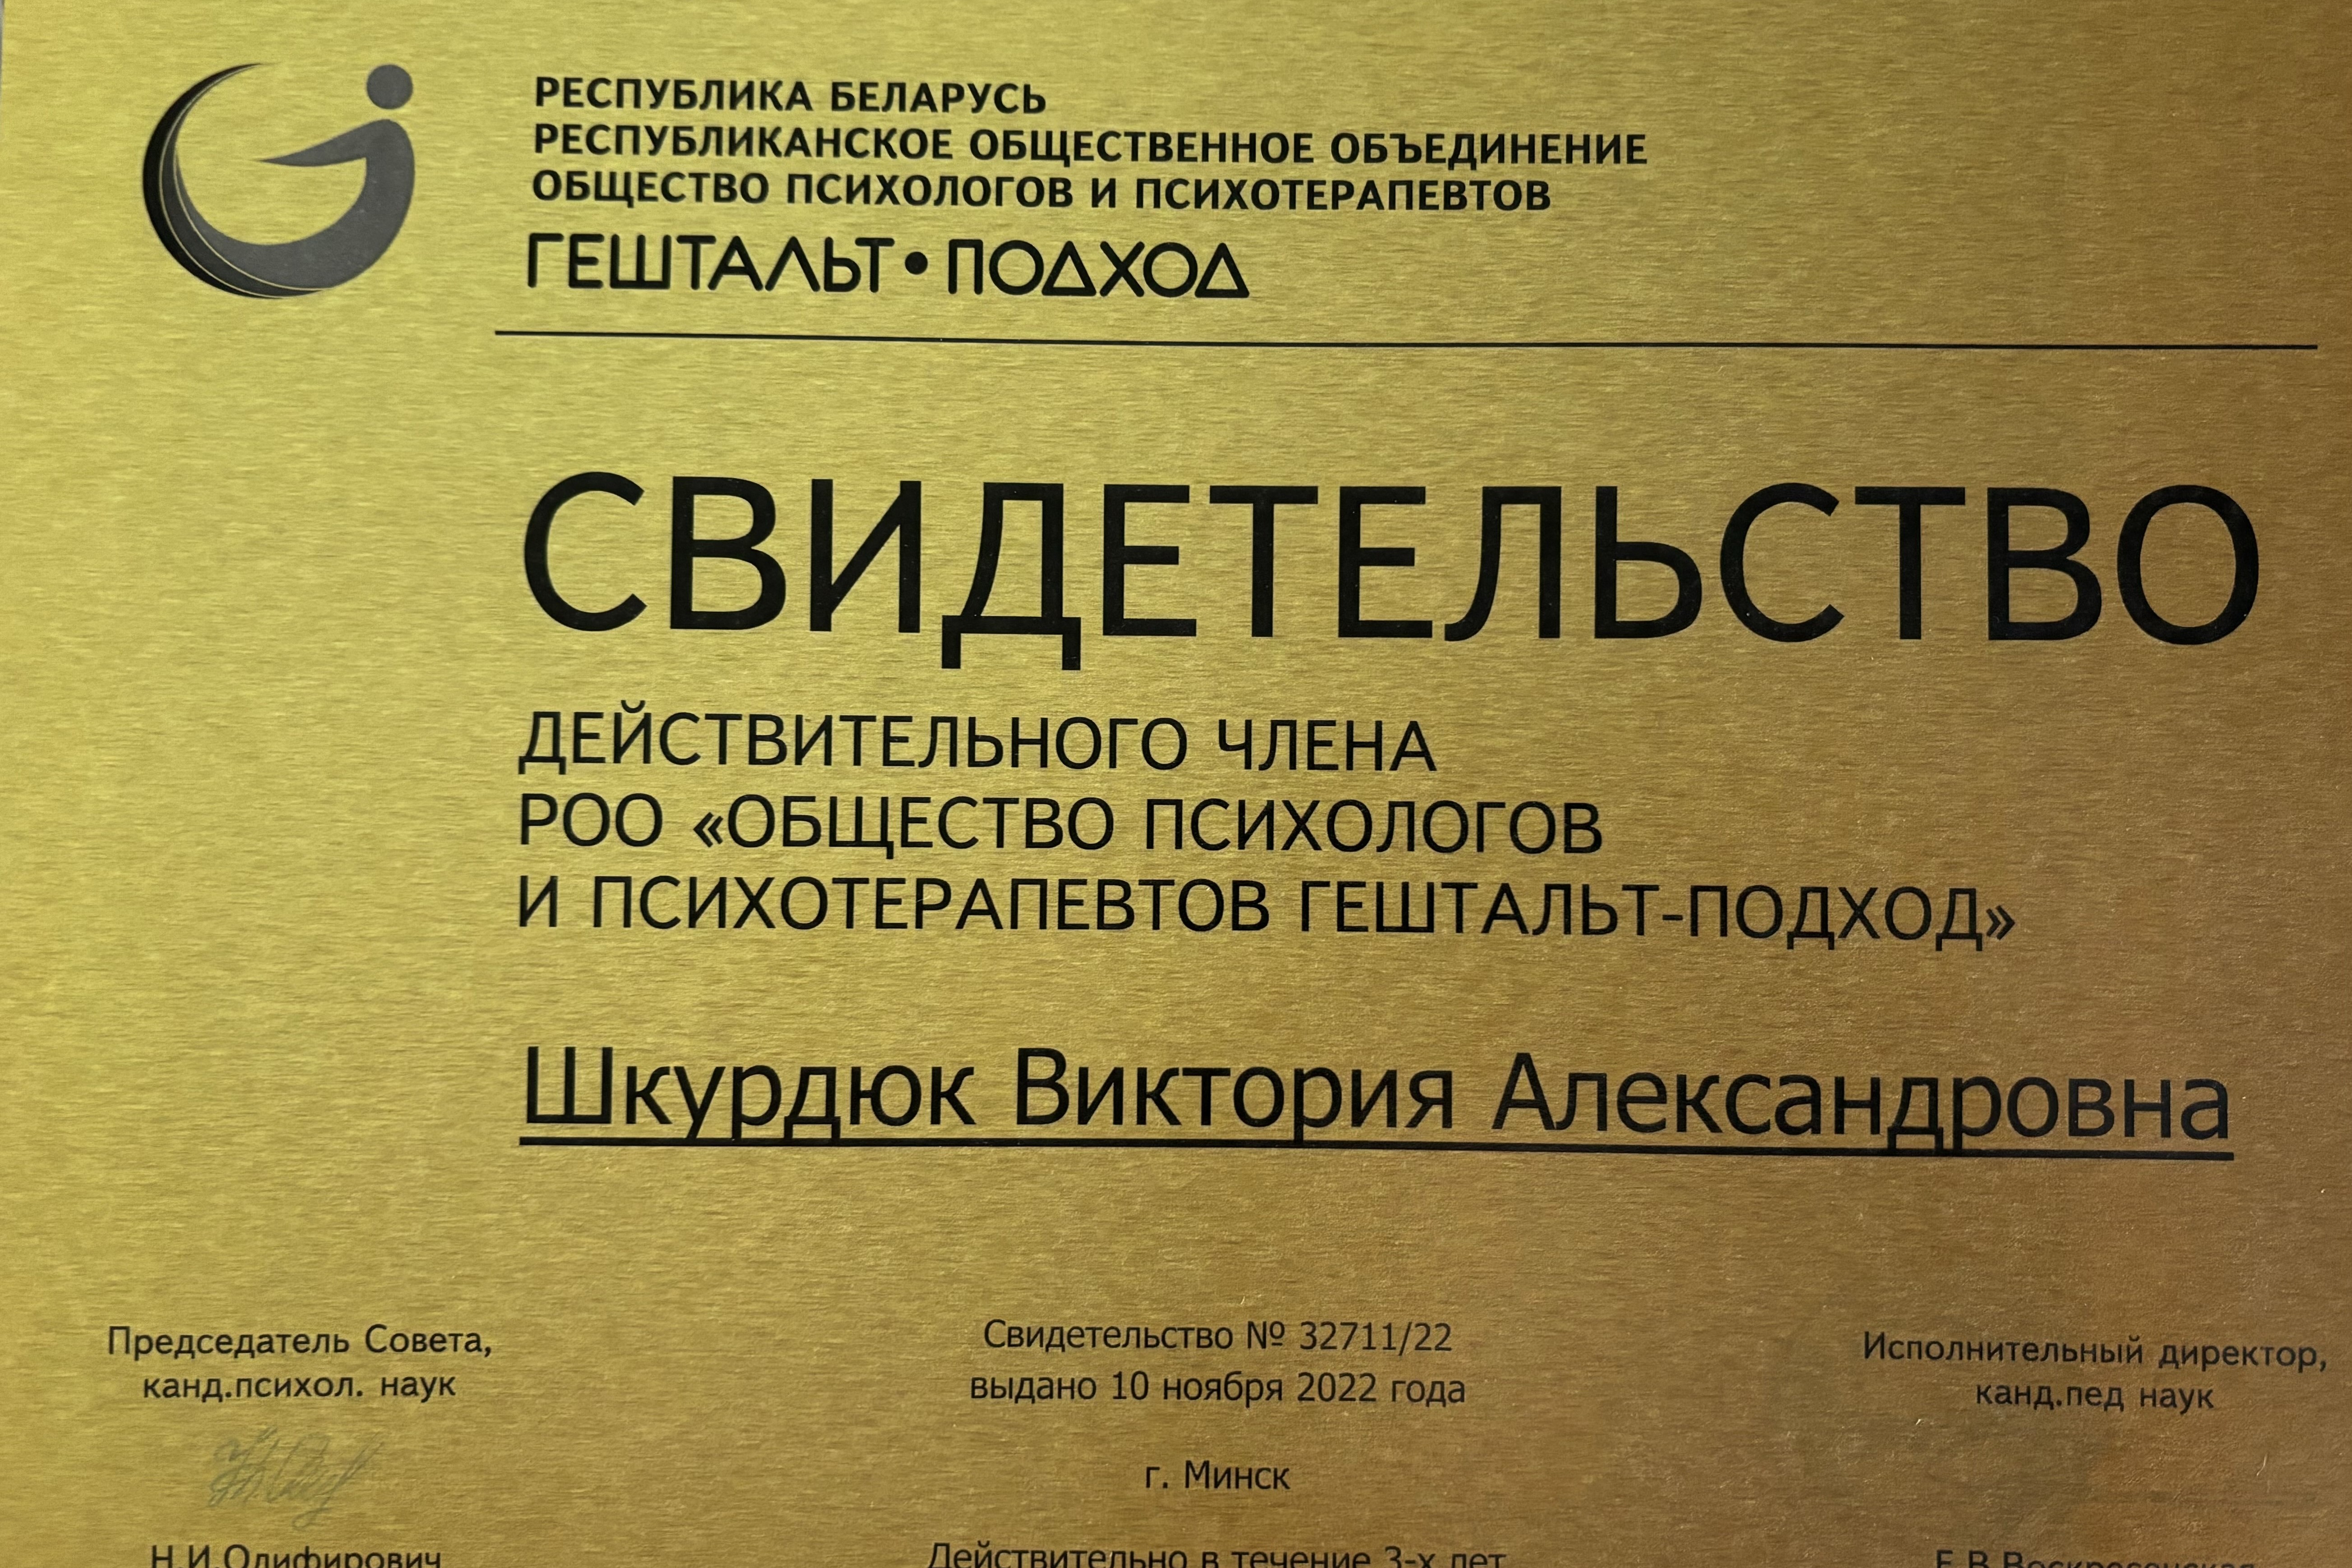 РЕСПУБЛИКА БЕЛАРУСЬ
РЕСПУБЛИКАНСКОЕ ОБЩЕСТВЕННОЕ ОБЪЕДИНЕНИЕ
ОБЩЕСТВО ПСИХОЛОГОВ И ПСИХОТЕРАПЕВТОВ
ГЕШТАЛЬТ•ПОДХОД
СВИДЕТЕЛЬСТВО
ДЕЙСТВИТЕЛЬНОГО ЧЛЕНА
РОО «ОБЩЕСТВО ПСИХОЛОГОВ
И ПСИХОТЕРАПЕВТОВ ГЕШТАЛЬТ-ПОДХОД»
Шкурдюк Виктория Александровна
Председатель Совета,
канд.психол. наук
Н.И.Олифирович
Свидетельство № 32711/22
выдано 10 ноября 2022 года
г. Минск
Действительно в течение 3-х лет
Исполнительный директор,
канд.пед наук
Е.В.Воскресенская